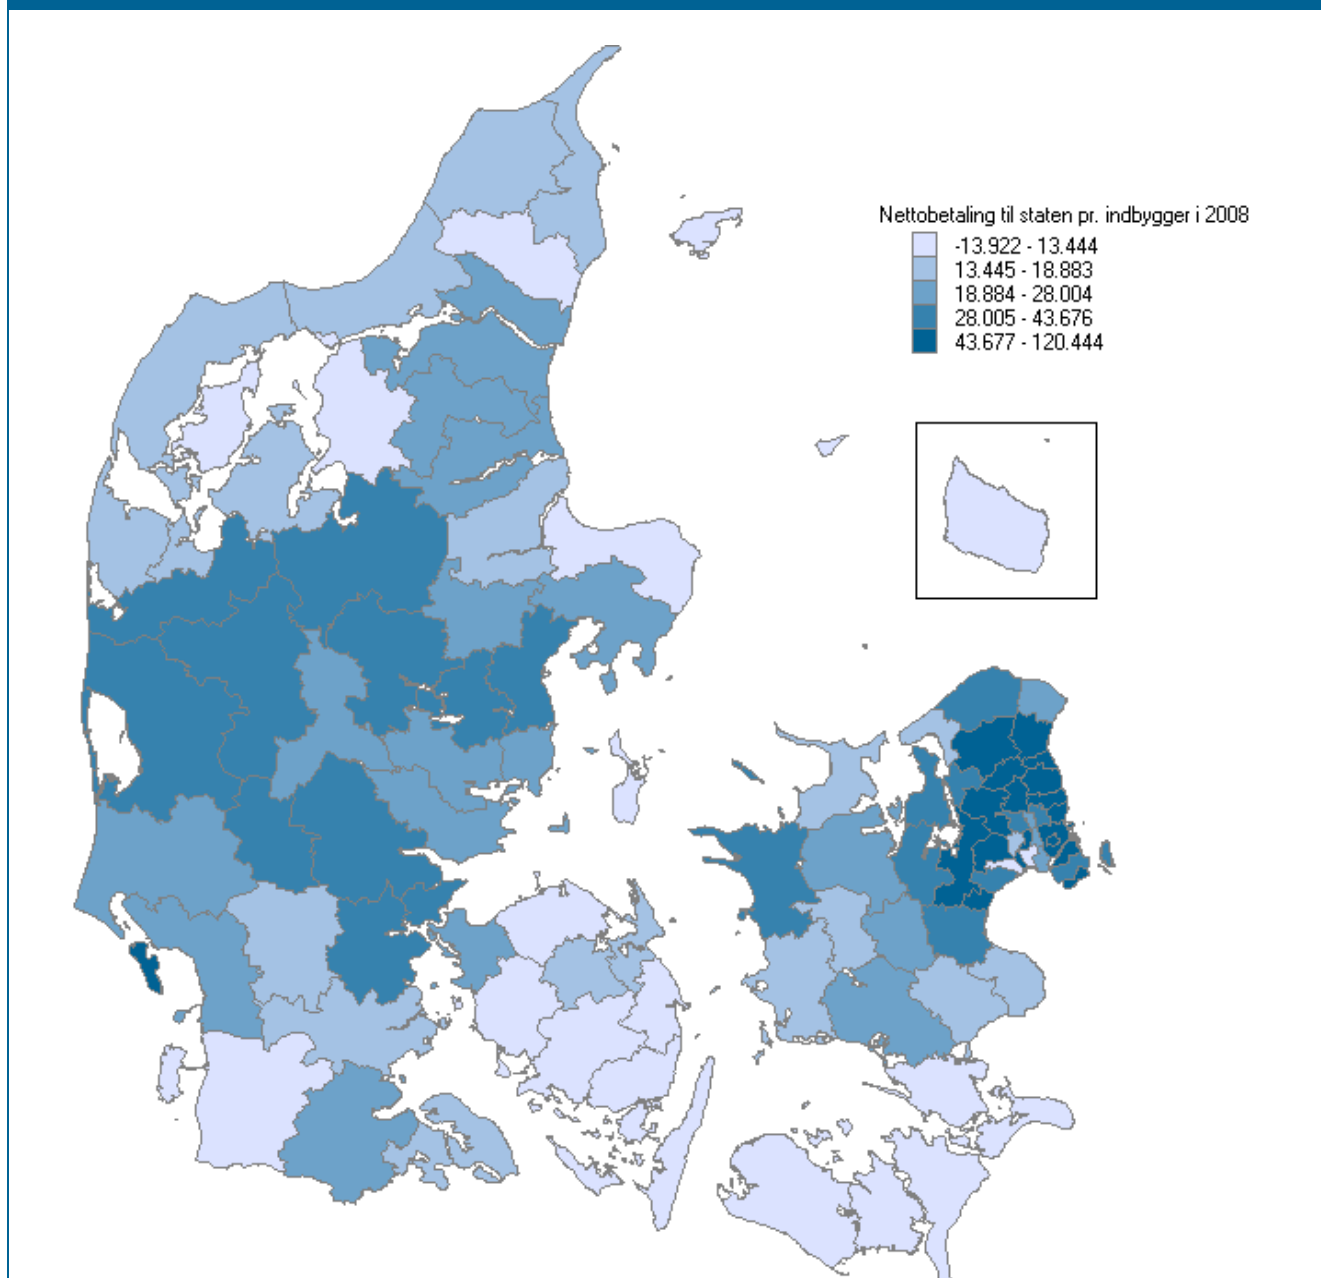 Nettobetaling til staten pr. indbygger i 2008
-13.922 - 13.444
13.445 - 18.883
18.884 - 28.004
28.005 - 43.676
43.677 - 120.444